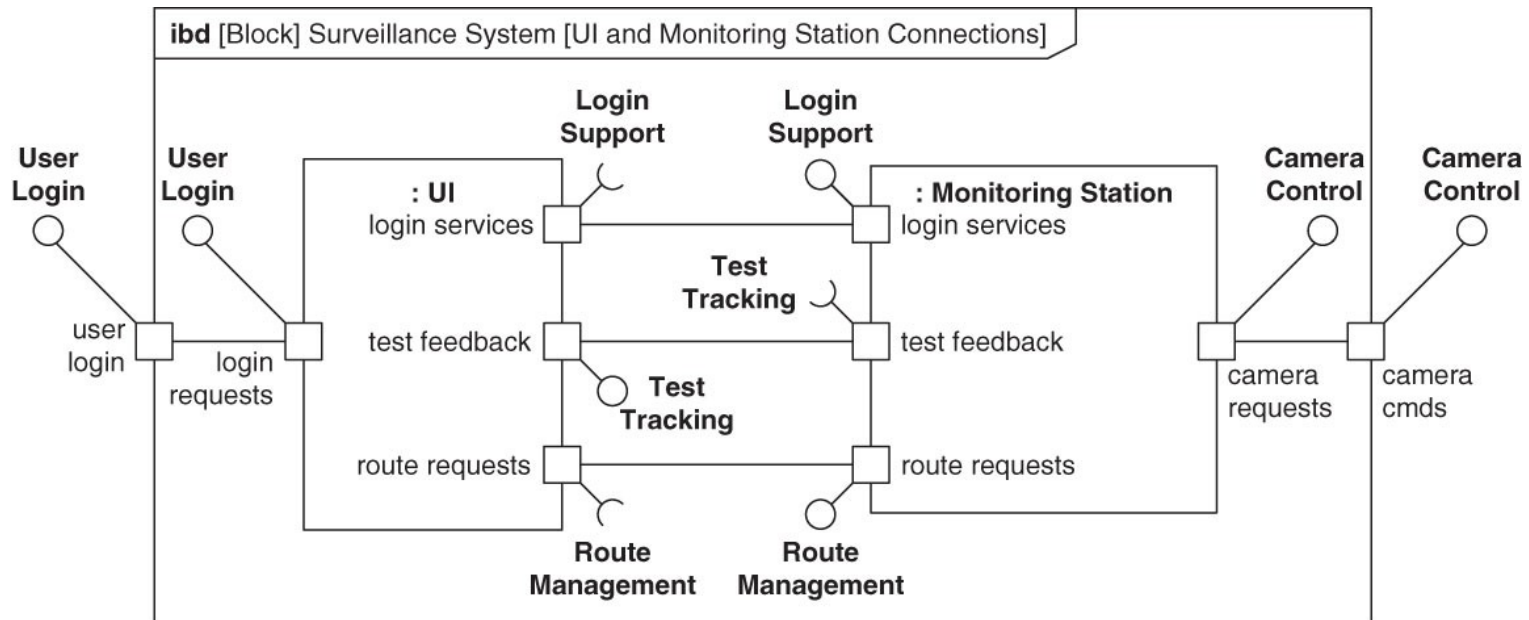 ibd [Block] Surveillance System [UI and Monitoring Station Connections]
Login
Support
Login
Support
User
Login
User
Login
Camera
Control
Camera
Control
: UI
: Monitoring Station
login services
login services
Test
Tracking
user
login
login
requests
test feedback
test feedback
camera
requests
camera
cmds
Test
Tracking
route requests
route requests
Route
Management
Route
Management